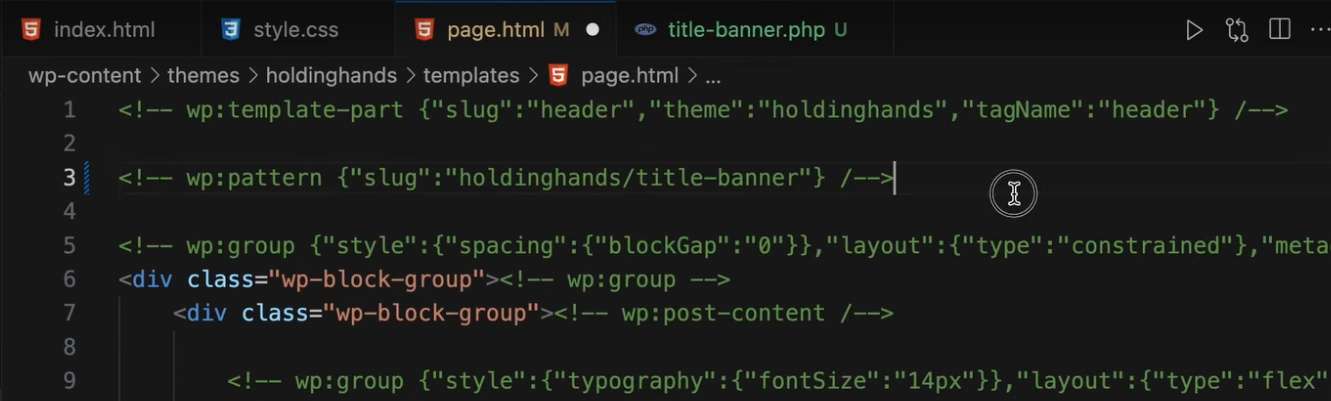 index.html style.css page.html M title-banner.php U
wp-content > themes > holdinghands > templates > page.html > ...
1 <!-- wp:template-part {"slug":"header","theme":"holdinghands","tagName":"header"} /-->
2
3 <!-- wp:pattern {"slug":"holdinghands/title-banner"} /-->
4
5 <!-- wp:group {"style":{"spacing":{"blockGap":"0"}},"layout":{"type":"constrained"},"meta
6 <div class="wp-block-group"><!-- wp:group -->
7 <div class="wp-block-group"><!-- wp:post-content /-->
8
9 <!-- wp:group {"style":{"typography":{"fontSize":"14px"}},"layout":{"type":"flex"